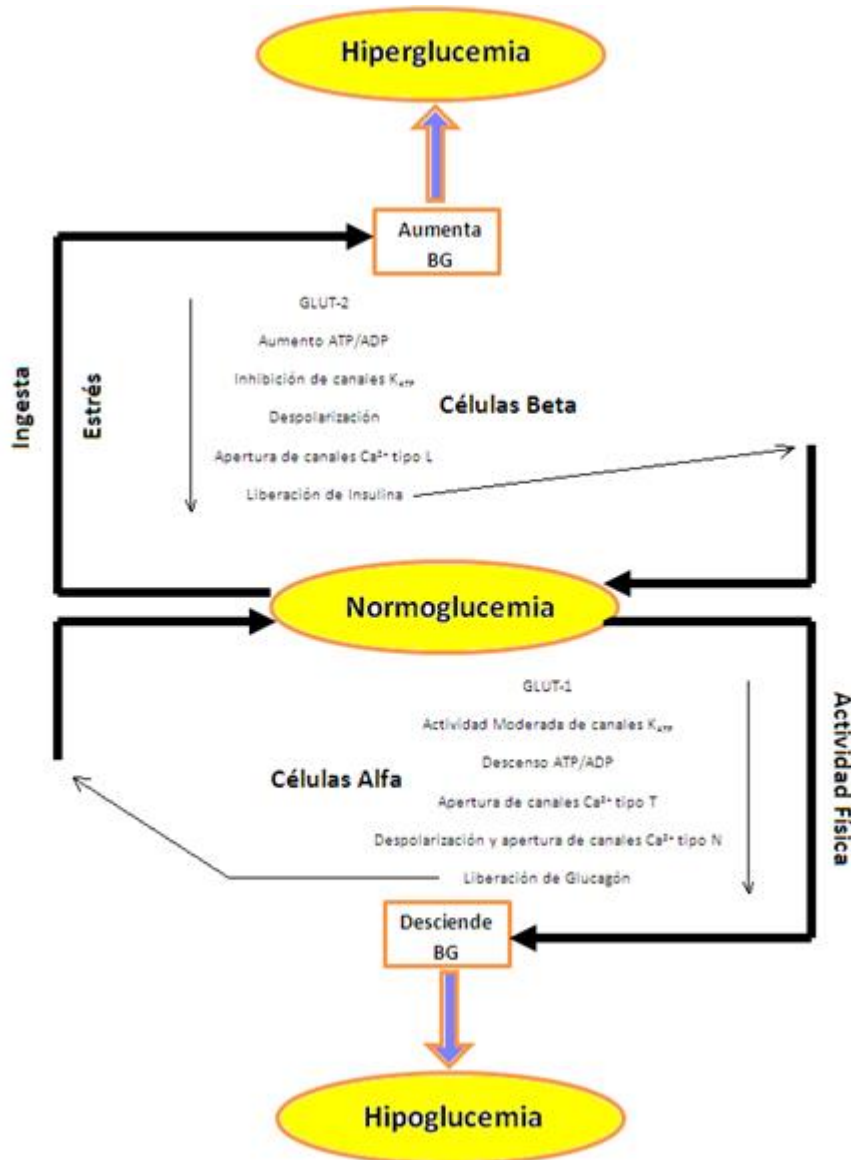 Hiperglucemia
Aumenta
BG
GLUT-2
Aumento ATP/ADP
Inhibición de canales K_ATP
Despolarización
Apertura de canales Ca²⁺ tipo L
Liberación de Insulina
Células Beta
Ingesta
Estrés
Normoglucemia
GLUT-1
Actividad Moderada de canales K_ATP
Descenso ATP/ADP
Apertura de canales Ca²⁺ tipo T
Despolarización y apertura de canales Ca²⁺ tipo N
Liberación de Glucagón
Células Alfa
Actividad Física
Desciende
BG
Hipoglucemia